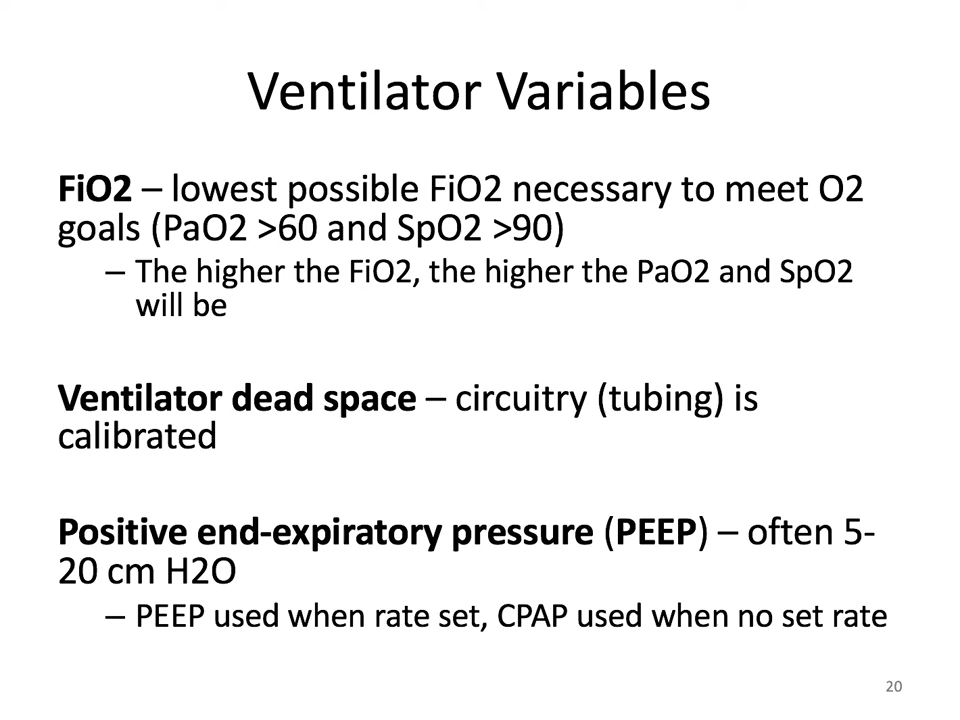 Ventilator Variables
FiO2 – lowest possible FiO2 necessary to meet O2
goals (PaO2 >60 and SpO2 >90)
– The higher the FiO2, the higher the PaO2 and SpO2
will be
Ventilator dead space – circuitry (tubing) is
calibrated
Positive end-expiratory pressure (PEEP) – often 5-
20 cm H2O
– PEEP used when rate set, CPAP used when no set rate
20